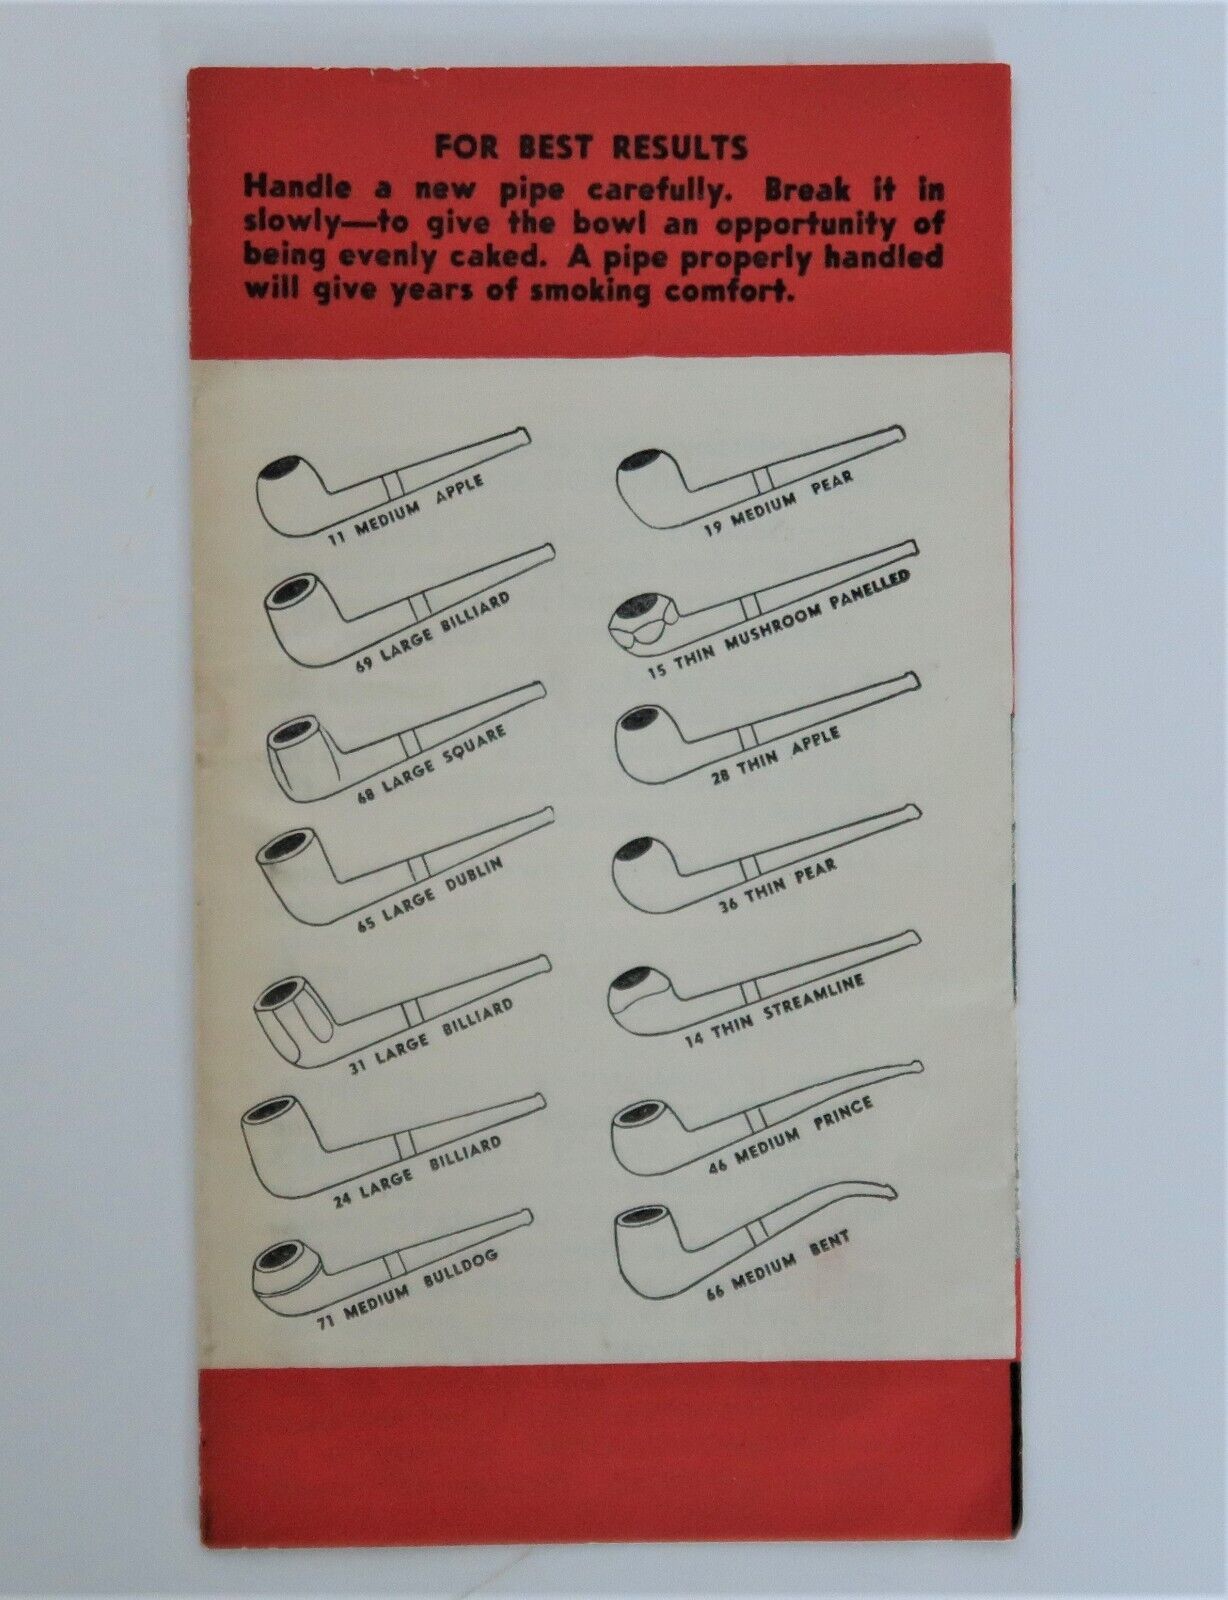 FOR BEST RESULTS
Handle a new pipe carefully. Break it in
slowly—to give the bowl an opportunity of
being evenly caked. A pipe properly handled
will give years of smoking comfort.
11 MEDIUM APPLE
69 LARGE BILLIARD
68 LARGE SQUARE
65 LARGE DUBLIN
31 LARGE BILLIARD
24 LARGE BILLIARD
71 MEDIUM BULLDOG
19 MEDIUM PEAR
15 THIN MUSHROOM PANELLED
28 THIN APPLE
36 THIN PEAR
14 THIN STREAMLINE
46 MEDIUM PRINCE
66 MEDIUM BENT